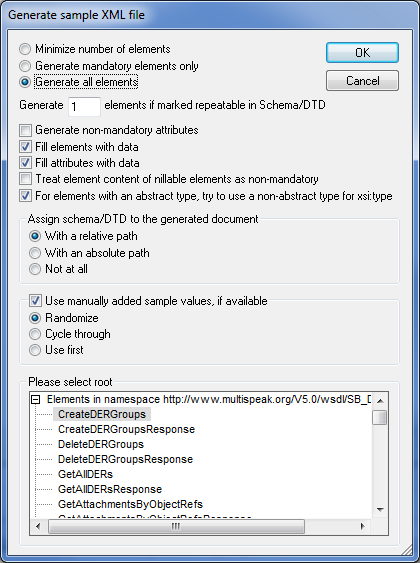 Generate sample XML file
Minimize number of elements
OK
Generate mandatory elements only
Generate all elements
Cancel
Generate 1 elements if marked repeatable in Schema/DTD
Generate non-mandatory attributes
Fill elements with data
Fill attributes with data
Treat element content of nillable elements as non-mandatory
For elements with an abstract type, try to use a non-abstract type for xsi:type
Assign schema/DTD to the generated document
With a relative path
With an absolute path
Not at all
Use manually added sample values, if available
Randomize
Cycle through
Use first
Please select root
Elements in namespace http://www.multispeak.org/V5.0/wsdl/SB_D
CreateDERGroups
CreateDERGroupsResponse
DeleteDERGroups
DeleteDERGroupsResponse
GetAllDERs
GetAllDERsResponse
GetAttachmentsByObjectRefs
GetAttachmentsByObjectRefsResponse